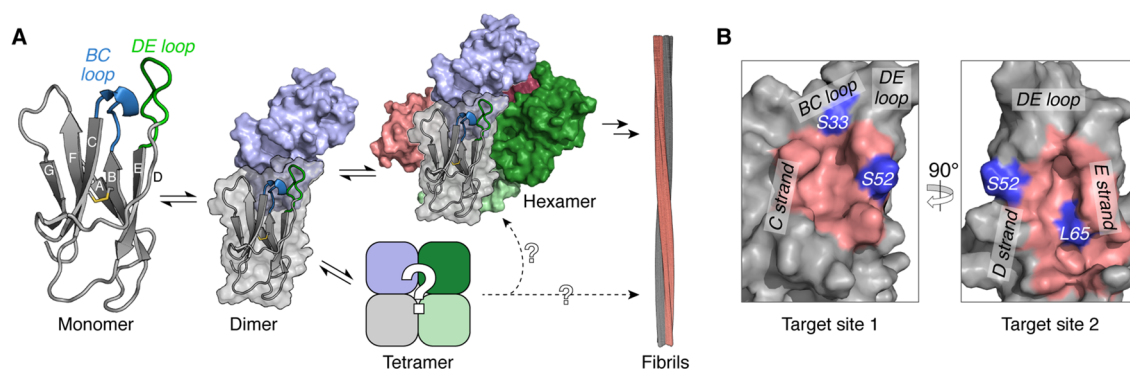 A
BC
loop
DE loop
G
F
C
A
B
E
D
Monomer
Dimer
Hexamer
?
Tetramer
?
?
Fibrils
B
BC loop
DE
loop
S33
C strand
S52
Target site 1
90°
DE loop
S52
D strand
E strand
L65
Target site 2